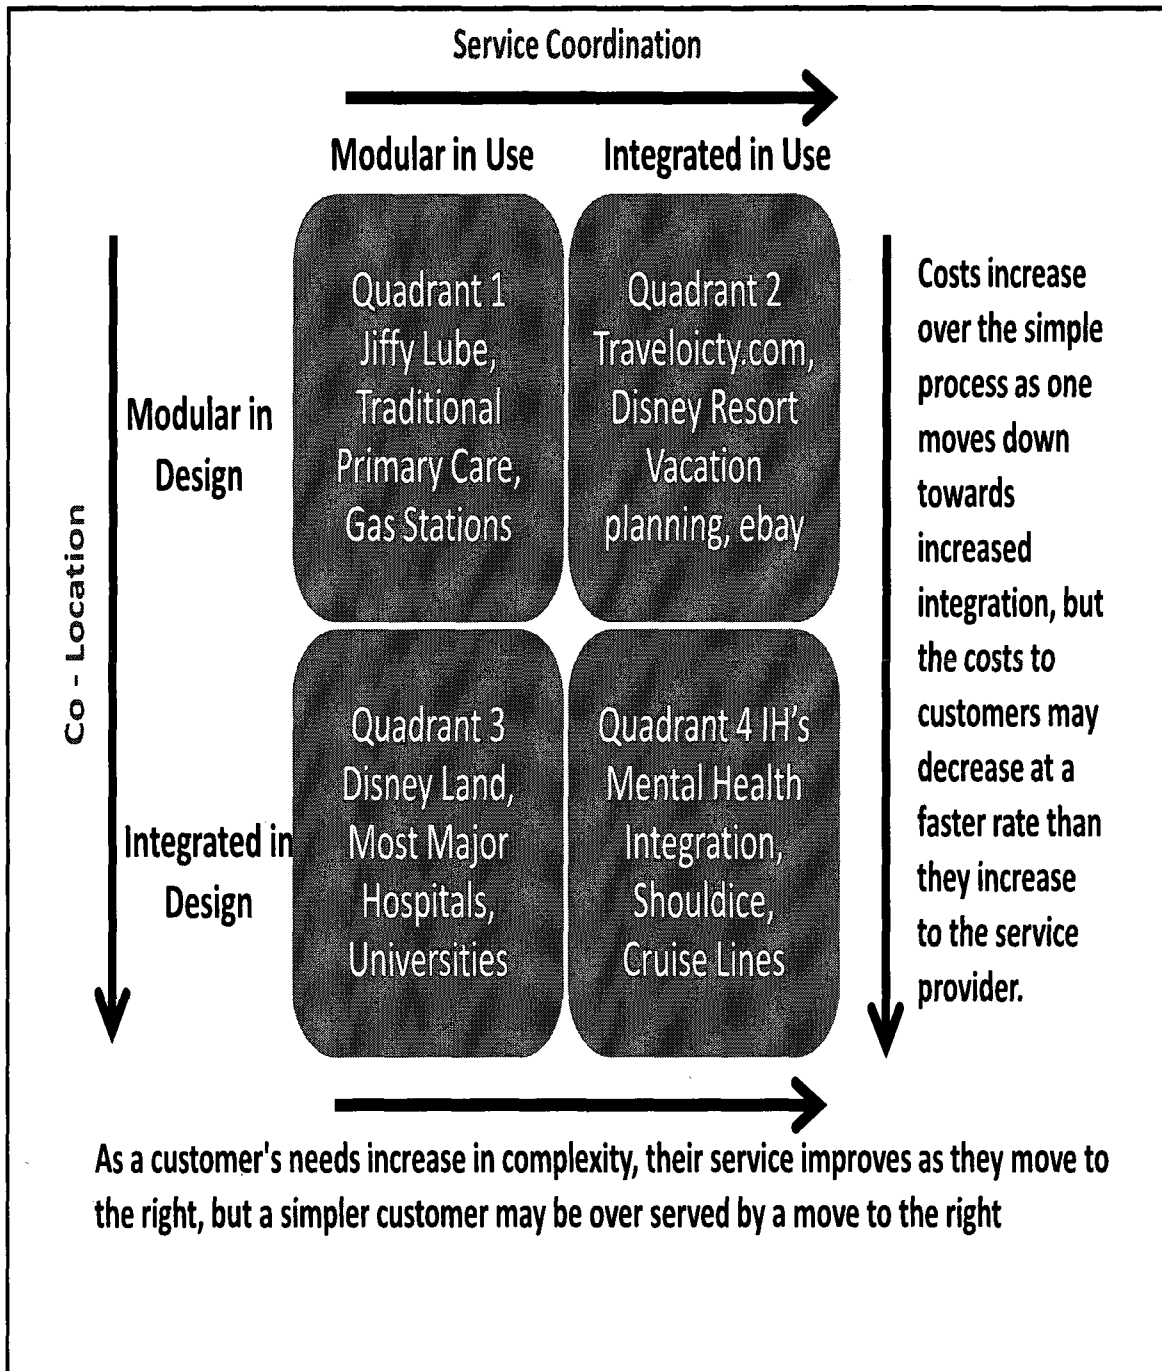 Service Coordination
Modular in Use
Integrated in Use
Co - Location
Modular in
Design
Quadrant 1
Jiffy Lube,
Traditional
Primary Care,
Gas Stations
Quadrant 2
Traveloicty.com,
Disney Resort
Vacation
planning, ebay
Integrated in
Design
Quadrant 3
Disney Land,
Most Major
Hospitals,
Universities
Quadrant 4 IH's
Mental Health
Integration,
Shouldice,
Cruise Lines
Costs increase
over the simple
process as one
moves down
towards
increased
integration, but
the costs to
customers may
decrease at a
faster rate than
they increase
to the service
provider.
As a customer's needs increase in complexity, their service improves as they move to
the right, but a simpler customer may be over served by a move to the right